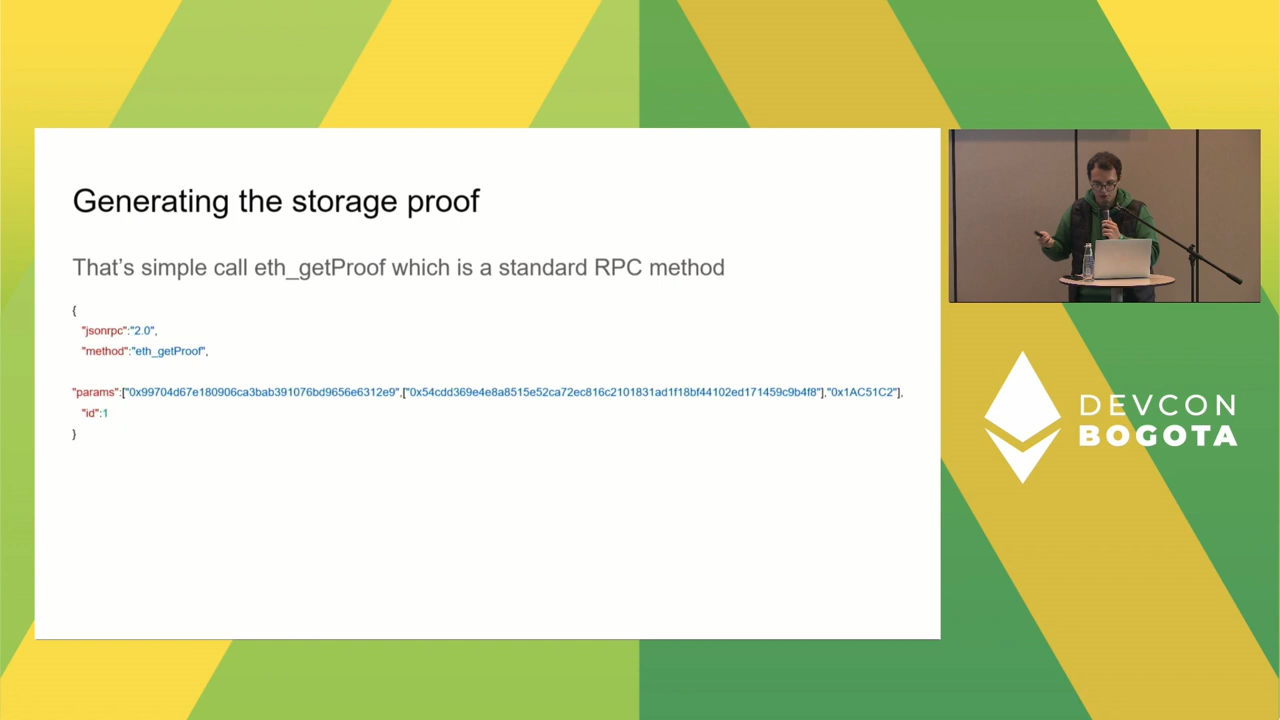 Generating the storage proof
That's simple call eth_getProof which is a standard RPC method
{
"jsonrpc":"2.0",
"method":"eth_getProof",
"params":["0x99704d67e180906ca3bab391076bd9656e6312e9",["0x54cdd369e4e8a8515e52ca72ec816c2101831ad1f18bf44102ed171459c9b4f8"],"0x1AC51C2"],
"id":1
}
DEVCON
BOGOTA